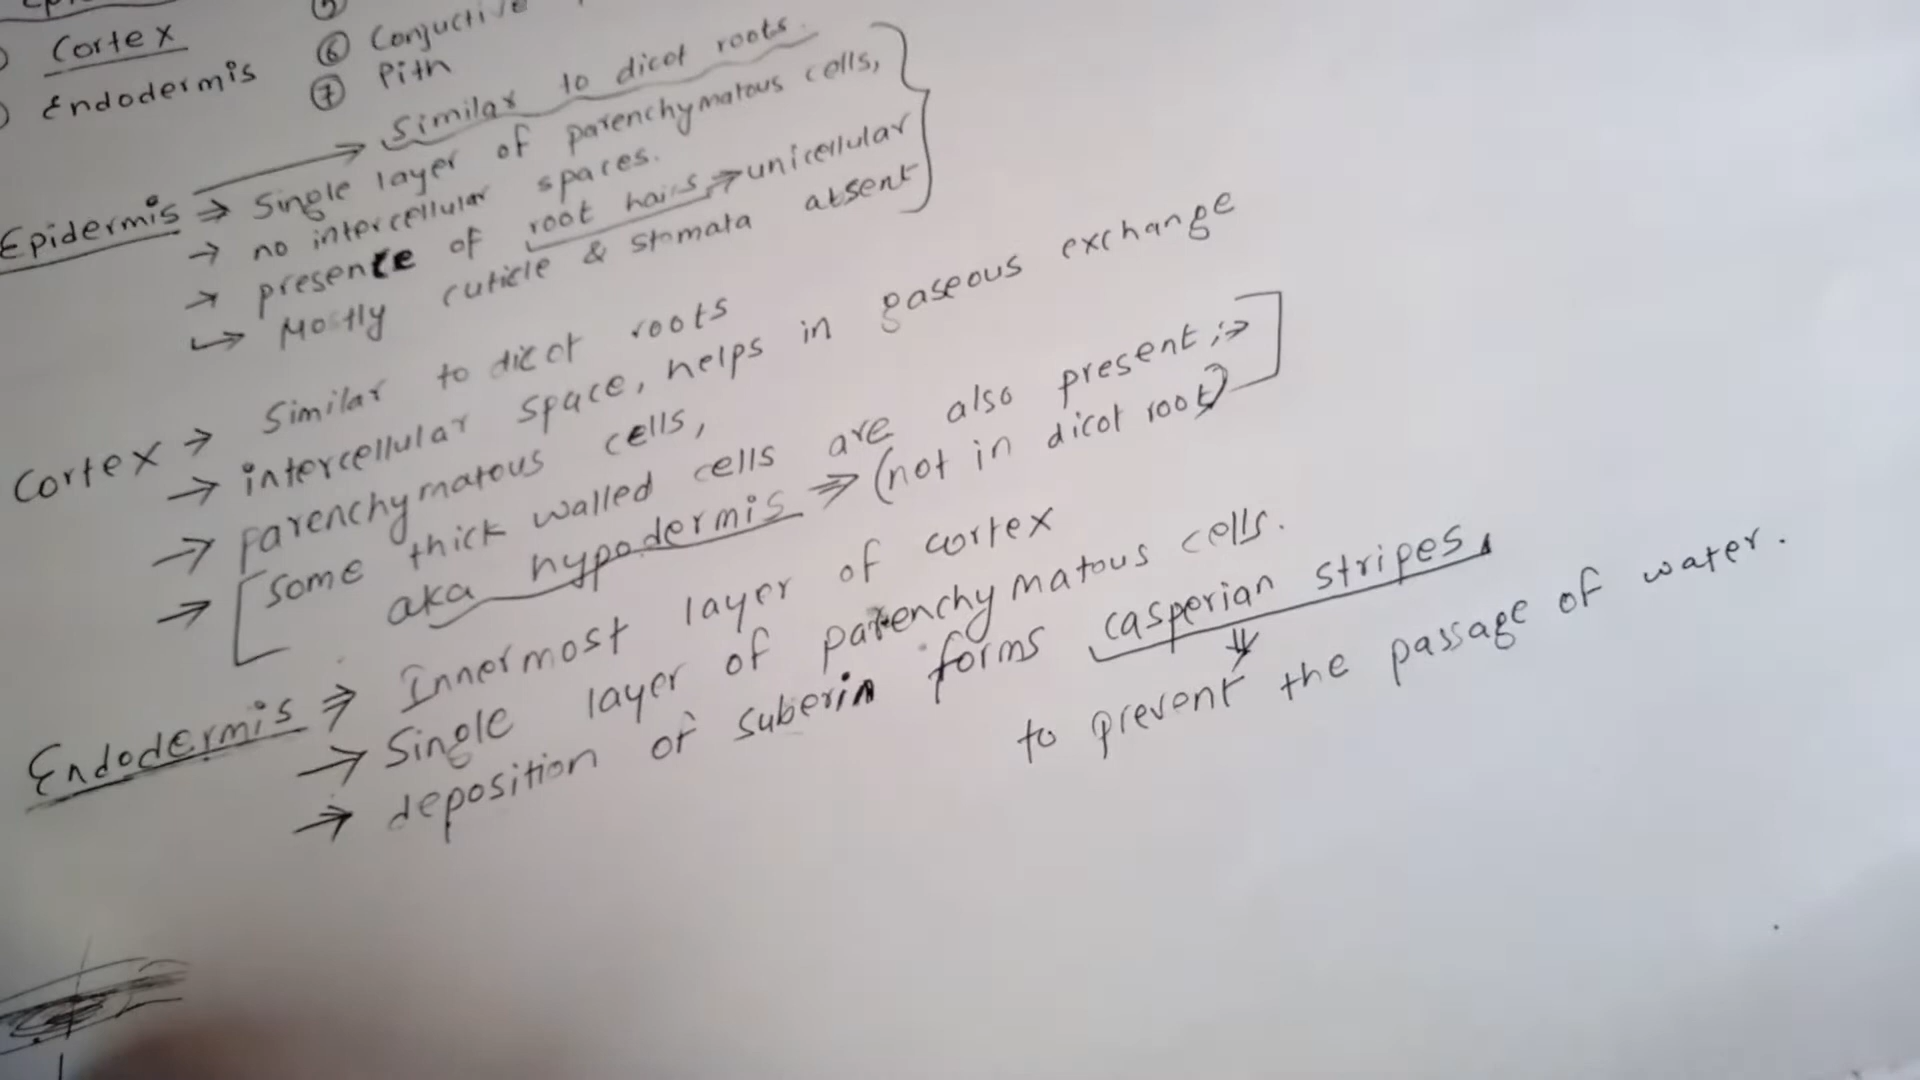 Cortex
Endodermis
⑥ Conjuctive
⑦ Pith
Similar to dicot roots.
Epidermis ⇒ Single layer of parenchymatous cells,
→ no intercellular spaces.
→ presence of root hairs → unicellular
↳ Mostly cuticle & stomata absent
Cortex → Similar to dicot roots
→ intercellular space, helps in gaseous exchange
→ parenchymatous cells,
→ [some thick walled cells are also present ;→]
aka hypodermis ⇒ (not in dicot root)
Endodermis ⇒ Innermost layer of cortex
→ Single layer of parenchymatous cells.
→ deposition of suberin forms casperian stripes,
⇓
to prevent the passage of water.